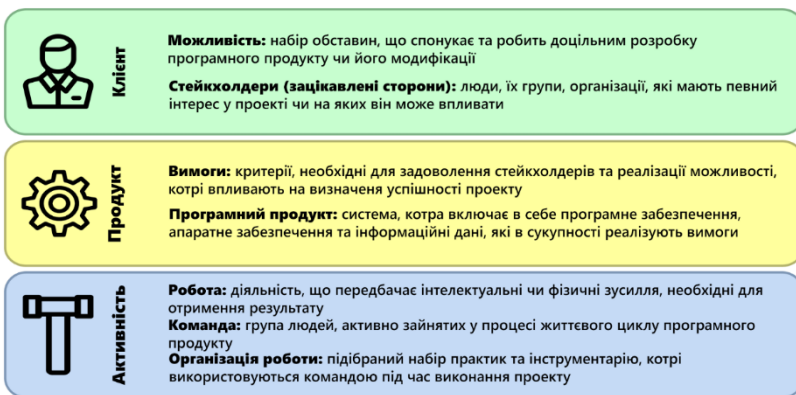 Клієнт
Можливість: набір обставин, що спонукає та робить доцільним розробку
програмного продукту чи його модифікації
Стейкхолдери (зацікавлені сторони): люди, їх групи, організації, які мають певний
інтерес у проекті чи на яких він може впливати
Продукт
Вимоги: критерії, необхідні для задоволення стейкхолдерів та реалізації можливості,
котрі впливають на визначеня успішності проекту
Програмний продукт: система, котра включає в себе програмне забезпечення,
апаратне забезпечення та інформаційні дані, які в сукупності реалізують вимоги
Активність
Робота: діяльність, що передбачає інтелектуальні чи фізичні зусилля, необхідні для
отримення результату
Команда: група людей, активно зайнятих у процесі життєвого циклу програмного
продукту
Організація роботи: підібраний набір практик та інструментарію, котрі
використовуються командою під час виконання проекту